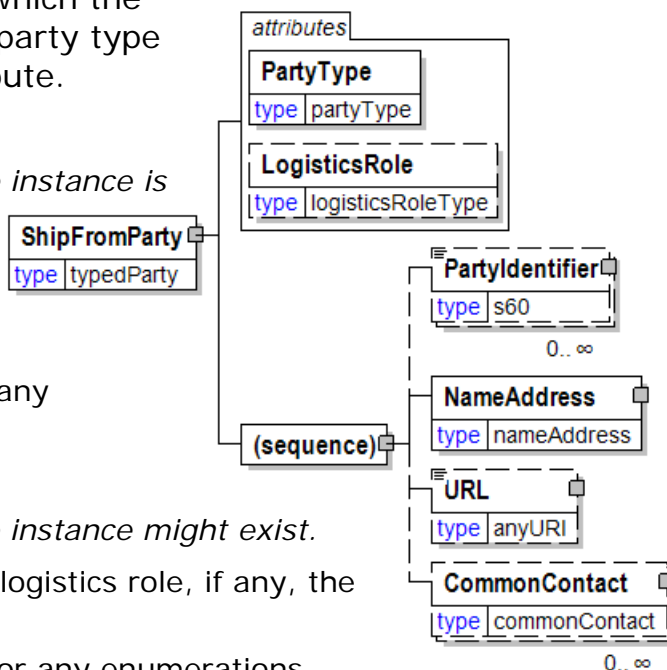 which the
party type
bute.
instance is
any
instance might exist.
logistics role, if any, the
or any enumerations
attributes
PartyType
type partyType
LogisticsRole
type logisticsRoleType
ShipFromParty
type typedParty
(sequence)
PartyIdentifier
type s60
0.. ∞
NameAddress
type nameAddress
URL
type anyURI
CommonContact
type commonContact
0.. ∞